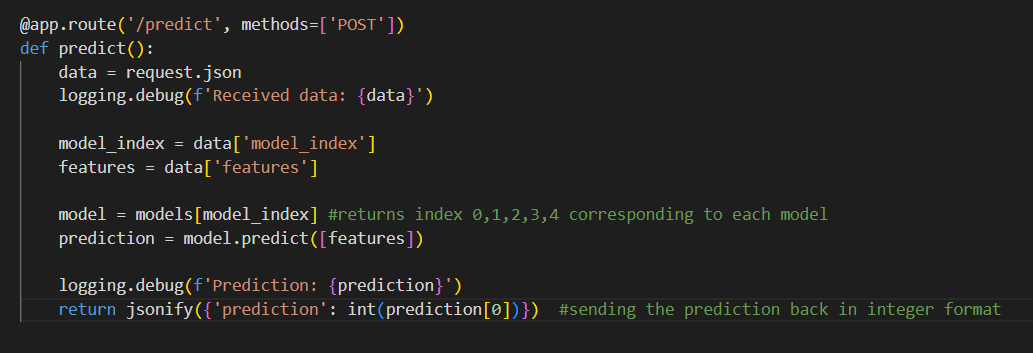 @app.route('/predict', methods=['POST'])
def predict():
    data = request.json
    logging.debug(f'Received data: {data}')

    model_index = data['model_index']
    features = data['features']

    model = models[model_index] #returns index 0,1,2,3,4 corresponding to each model
    prediction = model.predict([features])

    logging.debug(f'Prediction: {prediction}')
    return jsonify({'prediction': int(prediction[0])})  #sending the prediction back in integer format